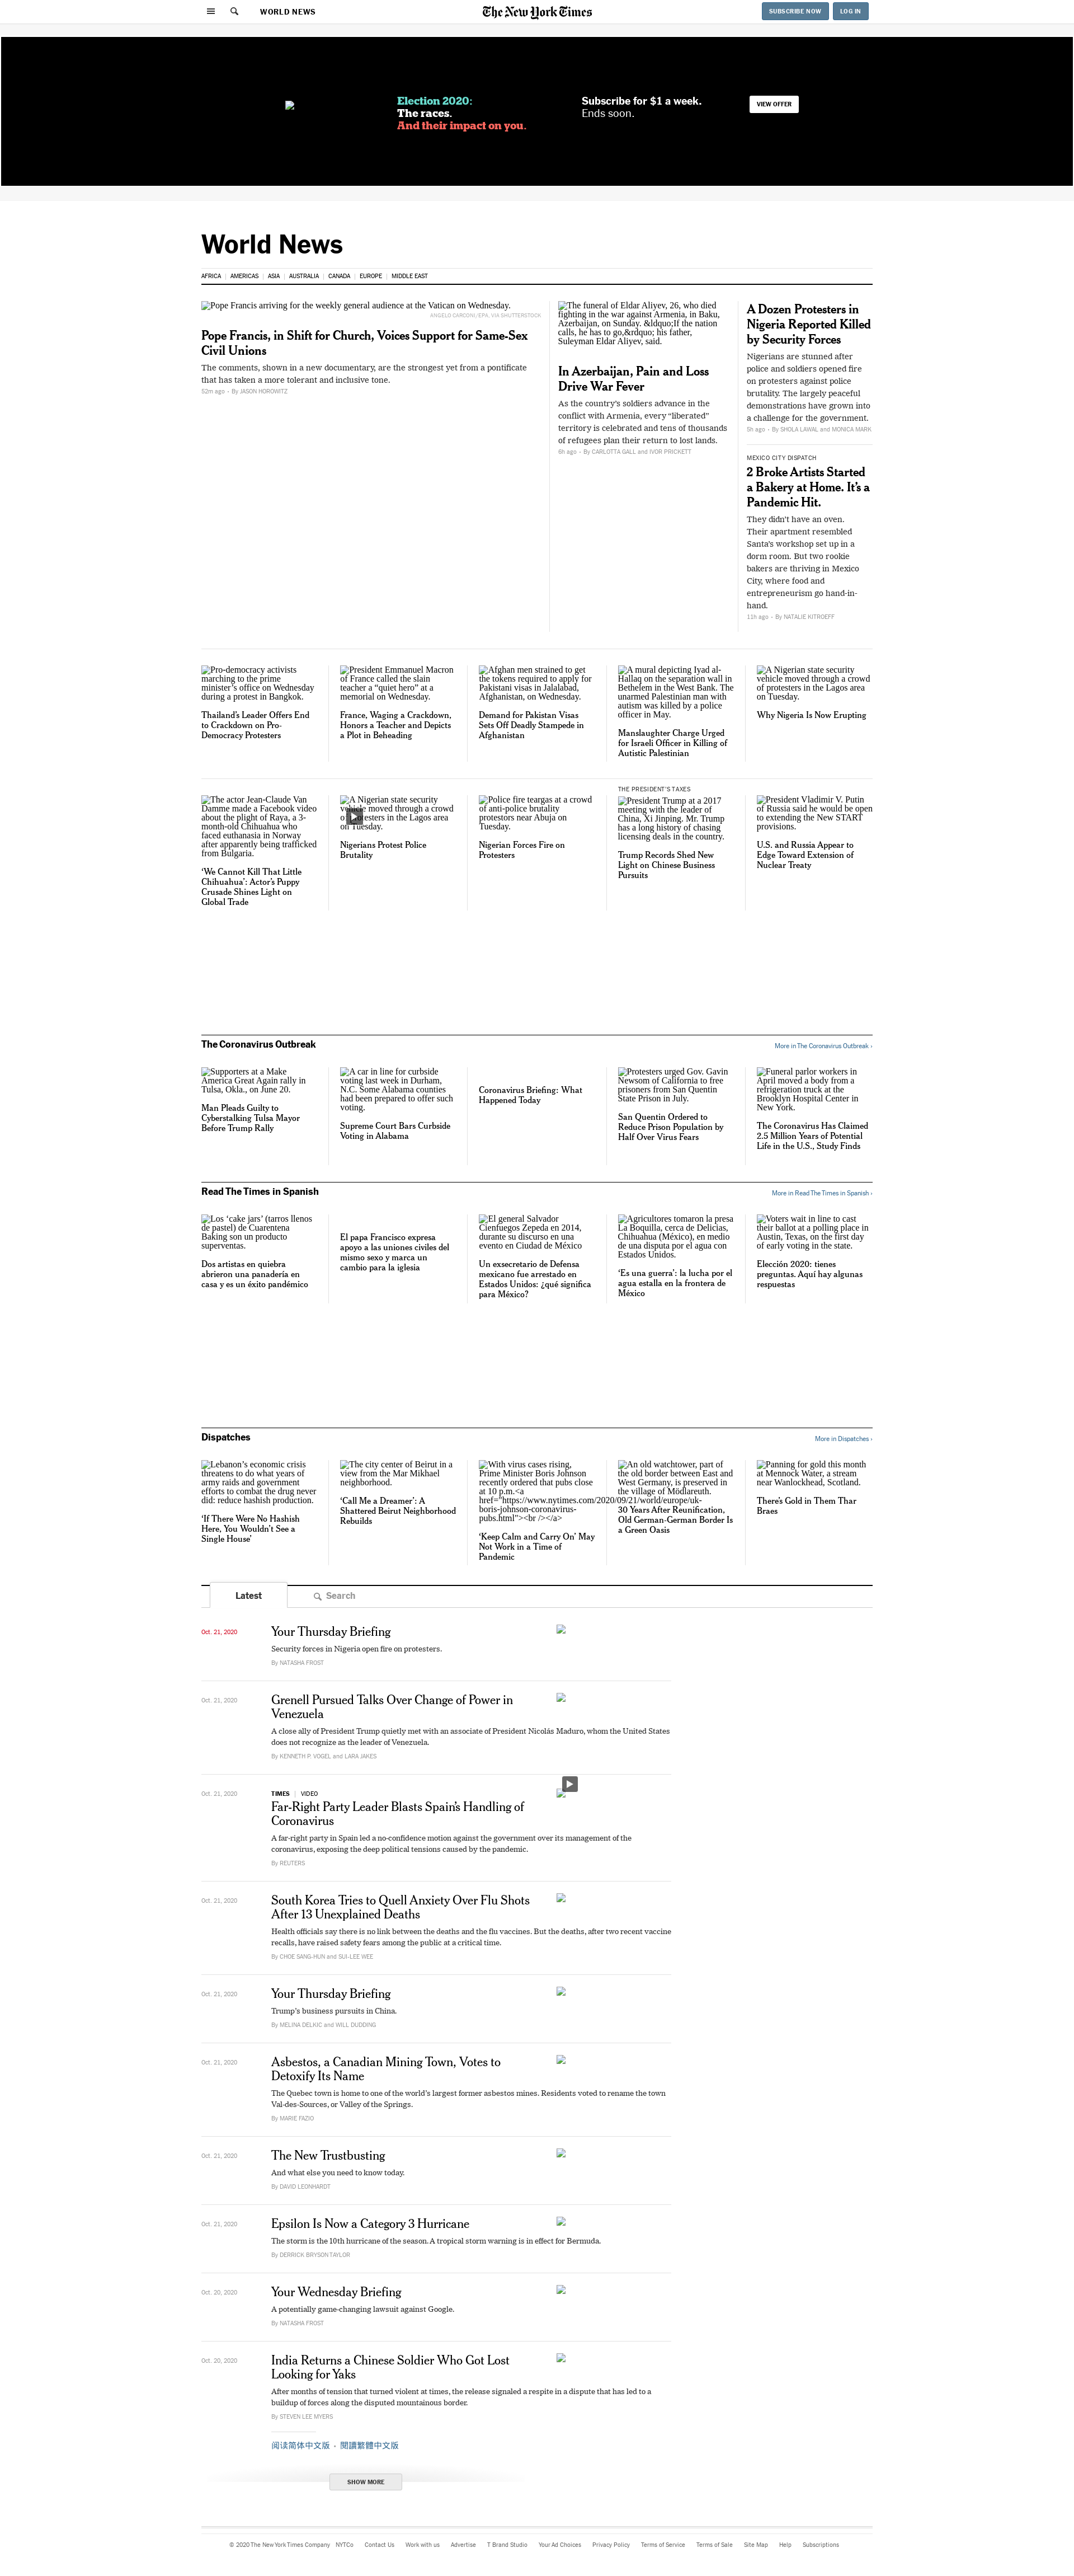 WORLD NEWS
The New York Times
SUBSCRIBE NOW
LOG IN
Election 2020:
The races.
And their impact on you.
Subscribe for $1 a week.
Ends soon.
VIEW OFFER
World News
AFRICA
AMERICAS
ASIA
AUSTRALIA
CANADA
EUROPE
MIDDLE EAST
Pope Francis arriving for the weekly general audience at the Vatican on Wednesday.
ANGELO CARCONI/EPA, VIA SHUTTERSTOCK
Pope Francis, in Shift for Church, Voices Support for Same-Sex
Civil Unions
The comments, shown in a new documentary, are the strongest yet from a pontificate
that has taken a more tolerant and inclusive tone.
52m ago • By JASON HOROWITZ
The funeral of Eldar Aliyev, 26, who died
fighting in the war against Armenia, in Baku,
Azerbaijan, on Sunday. &ldquo;If the nation
calls, he has to go,&rdquo; his father,
Suleyman Eldar Aliyev, said.
In Azerbaijan, Pain and Loss
Drive War Fever
As the country's soldiers advance in the
conflict with Armenia, every “liberated”
territory is celebrated and tens of thousands
of refugees plan their return to lost lands.
6h ago • By CARLOTTA GALL and IVOR PRICKETT
A Dozen Protesters in
Nigeria Reported Killed
by Security Forces
Nigerians are stunned after
police and soldiers opened fire
on protesters against police
brutality. The largely peaceful
demonstrations have grown into
a challenge for the government.
5h ago • By SHOLA LAWAL and MONICA MARK
MEXICO CITY DISPATCH
2 Broke Artists Started
a Bakery at Home. It’s a
Pandemic Hit.
They didn’t have an oven.
Their apartment resembled
Santa’s workshop set up in a
dorm room. But two rookie
bakers are thriving in Mexico
City, where food and
entrepreneurism go hand-in-
hand.
11h ago • By NATALIE KITROEFF
Pro-democracy activists
marching to the prime
minister’s office on Wednesday
during a protest in Bangkok.
Thailand’s Leader Offers End
to Crackdown on Pro-
Democracy Protesters
President Emmanuel Macron
of France called the slain
teacher a “quiet hero” at a
memorial on Wednesday.
France, Waging a Crackdown,
Honors a Teacher and Depicts
a Plot in Beheading
Afghan men strained to get
the tokens required to apply for
Pakistani visas in Jalalabad,
Afghanistan, on Wednesday.
Demand for Pakistan Visas
Sets Off Deadly Stampede in
Afghanistan
A mural depicting Iyad al-
Hallaq on the separation wall in
Bethelem in the West Bank. The
unarmed Palestinian man with
autism was killed by a police
officer in May.
Manslaughter Charge Urged
for Israeli Officer in Killing of
Autistic Palestinian
A Nigerian state security
vehicle moved through a crowd
of protesters in the Lagos area
on Tuesday.
Why Nigeria Is Now Erupting
The actor Jean-Claude Van
Damme made a Facebook video
about the plight of Raya, a 3-
month-old Chihuahua who
faced euthanasia in Norway
after apparently being trafficked
from Bulgaria.
‘We Cannot Kill That Little
Chihuahua’: Actor’s Puppy
Crusade Shines Light on
Global Trade
A Nigerian state security
vehicle moved through a crowd
of protesters in the Lagos area
on Tuesday.
Nigerians Protest Police
Brutality
Police fire teargas at a crowd
of anti-police brutality
protestors near Abuja on
Tuesday.
Nigerian Forces Fire on
Protesters
THE PRESIDENT’S TAXES
President Trump at a 2017
meeting with the leader of
China, Xi Jinping. Mr. Trump
has a long history of chasing
licensing deals in the country.
Trump Records Shed New
Light on Chinese Business
Pursuits
President Vladimir V. Putin
of Russia said he would be open
to extending the New START
provisions.
U.S. and Russia Appear to
Edge Toward Extension of
Nuclear Treaty
The Coronavirus Outbreak
More in The Coronavirus Outbreak ›
Supporters at a Make
America Great Again rally in
Tulsa, Okla., on June 20.
Man Pleads Guilty to
Cyberstalking Tulsa Mayor
Before Trump Rally
A car in line for curbside
voting last week in Durham,
N.C. Some Alabama counties
had been prepared to offer such
voting.
Supreme Court Bars Curbside
Voting in Alabama
Coronavirus Briefing: What
Happened Today
Protesters urged Gov. Gavin
Newsom of California to free
prisoners from San Quentin
State Prison in July.
San Quentin Ordered to
Reduce Prison Population by
Half Over Virus Fears
Funeral parlor workers in
April moved a body from a
refrigeration truck at the
Brooklyn Hospital Center in
New York.
The Coronavirus Has Claimed
2.5 Million Years of Potential
Life in the U.S., Study Finds
Read The Times in Spanish
More in Read The Times in Spanish ›
Los ‘cake jars’ (tarros llenos
de pastel) de Cuarentena
Baking son un producto
superventas.
Dos artistas en quiebra
abrieron una panadería en
casa y es un éxito pandémico
El papa Francisco expresa
apoyo a las uniones civiles del
mismo sexo y marca un
cambio para la iglesia
El general Salvador
Cienfuegos Zepeda en 2014,
durante su discurso en un
evento en Ciudad de México
Un exsecretario de Defensa
mexicano fue arrestado en
Estados Unidos: ¿qué significa
para México?
Agricultores tomaron la presa
La Boquilla, cerca de Delicias,
Chihuahua (México), en medio
de una disputa por el agua con
Estados Unidos.
‘Es una guerra’: la lucha por el
agua estalla en la frontera de
México
Voters wait in line to cast
their ballot at a polling place in
Austin, Texas, on the first day
of early voting in the state.
Elección 2020: tienes
preguntas. Aquí hay algunas
respuestas
Dispatches
More in Dispatches ›
Lebanon’s economic crisis
threatens to do what years of
army raids and government
efforts to combat the drug never
did: reduce hashish production.
‘If There Were No Hashish
Here, You Wouldn’t See a
Single House’
The city center of Beirut in a
view from the Mar Mikhael
neighborhood.
‘Call Me a Dreamer’: A
Shattered Beirut Neighborhood
Rebuilds
With virus cases rising,
Prime Minister Boris Johnson
recently ordered that pubs close
at 10 p.m.<a
href="https://www.nytimes.com/2020/09/21/world/europe/uk-
boris-johnson-coronavirus-
pubs.html"><br /></a>
‘Keep Calm and Carry On’ May
Not Work in a Time of
Pandemic
An old watchtower, part of
the old border between East and
West Germany, is preserved in
the village of Mödlareuth.
30 Years After Reunification,
Old German-German Border Is
a Green Oasis
Panning for gold this month
at Mennock Water, a stream
near Wanlockhead, Scotland.
There’s Gold in Them Thar
Braes
Latest
Search
Oct. 21, 2020
Your Thursday Briefing
Security forces in Nigeria open fire on protesters.
By NATASHA FROST
Oct. 21, 2020
Grenell Pursued Talks Over Change of Power in
Venezuela
A close ally of President Trump quietly met with an associate of President Nicolás Maduro, whom the United States
does not recognize as the leader of Venezuela.
By KENNETH P. VOGEL and LARA JAKES
Oct. 21, 2020
TIMES | VIDEO
Far-Right Party Leader Blasts Spain’s Handling of
Coronavirus
A far-right party in Spain led a no-confidence motion against the government over its management of the
coronavirus, exposing the deep political tensions caused by the pandemic.
By REUTERS
Oct. 21, 2020
South Korea Tries to Quell Anxiety Over Flu Shots
After 13 Unexplained Deaths
Health officials say there is no link between the deaths and the flu vaccines. But the deaths, after two recent vaccine
recalls, have raised safety fears among the public at a critical time.
By CHOE SANG-HUN and SUI-LEE WEE
Oct. 21, 2020
Your Thursday Briefing
Trump’s business pursuits in China.
By MELINA DELKIC and WILL DUDDING
Oct. 21, 2020
Asbestos, a Canadian Mining Town, Votes to
Detoxify Its Name
The Quebec town is home to one of the world’s largest former asbestos mines. Residents voted to rename the town
Val-des-Sources, or Valley of the Springs.
By MARIE FAZIO
Oct. 21, 2020
The New Trustbusting
And what else you need to know today.
By DAVID LEONHARDT
Oct. 21, 2020
Epsilon Is Now a Category 3 Hurricane
The storm is the 10th hurricane of the season. A tropical storm warning is in effect for Bermuda.
By DERRICK BRYSON TAYLOR
Oct. 20, 2020
Your Wednesday Briefing
A potentially game-changing lawsuit against Google.
By NATASHA FROST
Oct. 20, 2020
India Returns a Chinese Soldier Who Got Lost
Looking for Yaks
After months of tension that turned violent at times, the release signaled a respite in a dispute that has led to a
buildup of forces along the disputed mountainous border.
By STEVEN LEE MYERS
阅读简体中文版 • 閱讀繁體中文版
SHOW MORE
© 2020 The New York Times Company
NYTCo
Contact Us
Work with us
Advertise
T Brand Studio
Your Ad Choices
Privacy Policy
Terms of Service
Terms of Sale
Site Map
Help
Subscriptions